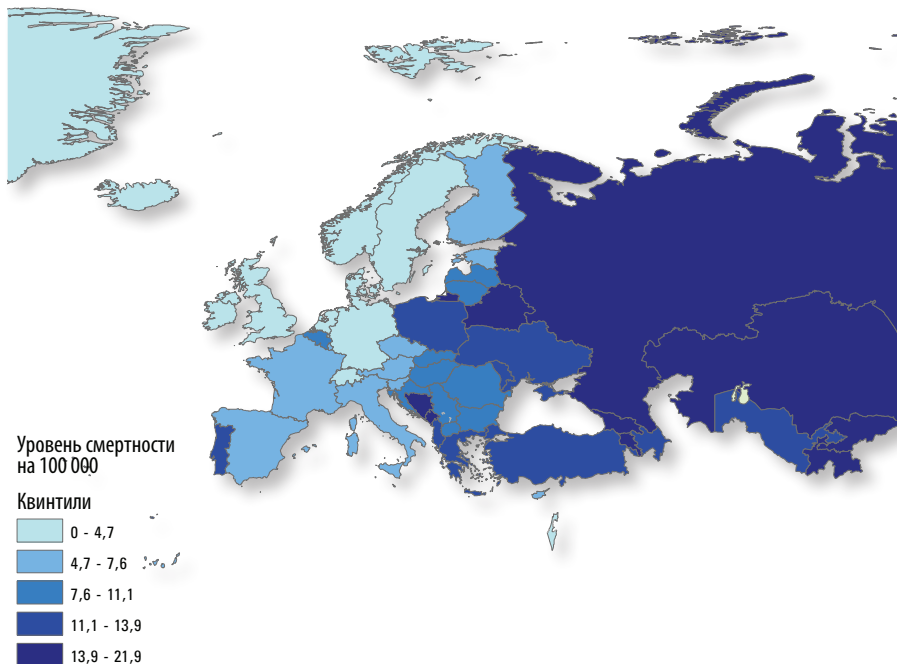 Уровень смертности
на 100 000
Квинтили
0 - 4,7
4,7 - 7,6
7,6 - 11,1
11,1 - 13,9
13,9 - 21,9